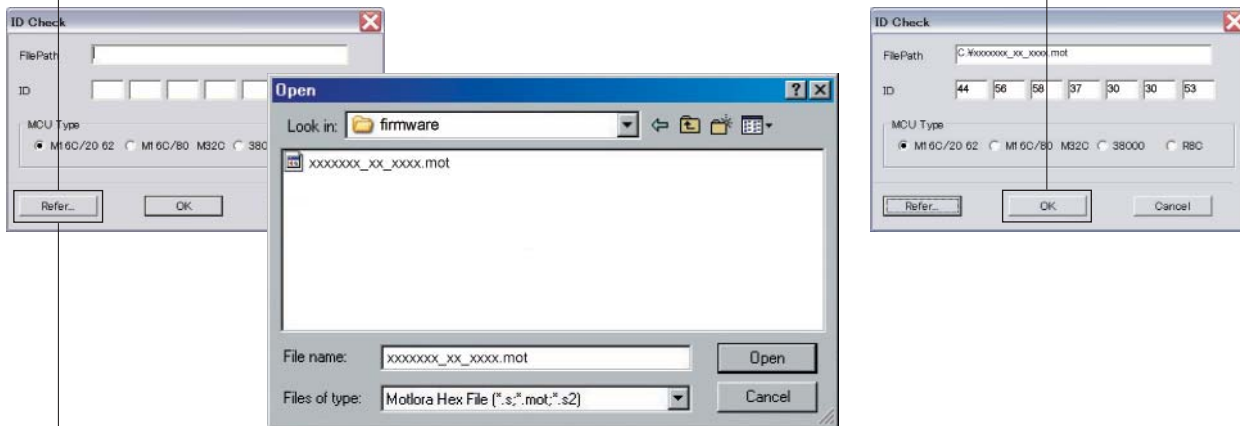 ID Check
FilePath
ID
MCU Type
M16C/20 62 M16C/80 M32C 380
Refer...
OK
Open
Look in: firmware
xxxxxxx_xx_xxxx.mot
File name: xxxxxxx_xx_xxxx.mot Open
Files of type: Motlora Hex File (*.s;*.mot;*.s2) Cancel
ID Check
FilePath C:¥xxxxxxx_xx_xxxx.mot
ID 44 56 58 37 30 30 53
MCU Type
M16C/20 62 M16C/80 M32C 38000 R8C
Refer... OK Cancel